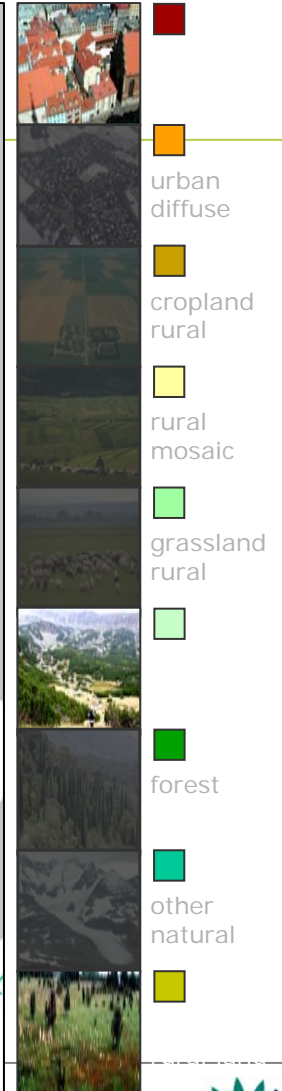 urban
diffuse
cropland
rural
rural
mosaic
grassland
rural
forest
other
natural